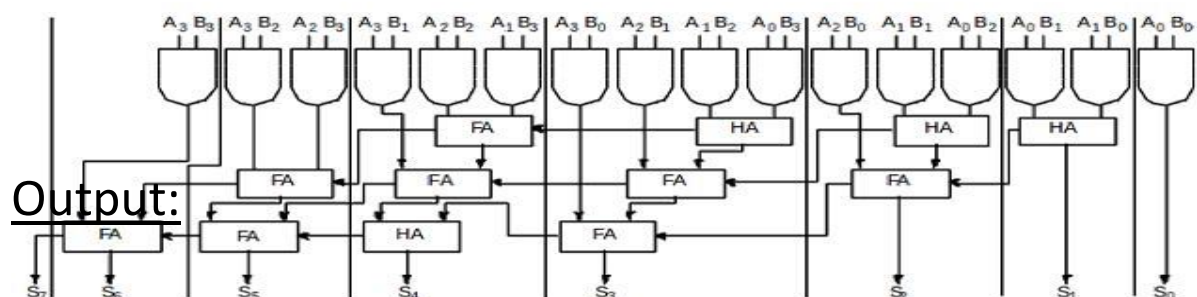 A3 B3 A3 B2 A2 B3 A3 B1 A2 B2 A1 B3 A3 B0 A2 B1 A1 B2 A0 B3 A2 B0 A1 B1 A0 B2 A0 B1 A1 B0 A0 B0
FA HA HA HA
FA FA FA FA
Output:
FA FA HA FA
S7 S6 S5 S4 S3 S2 S1 S0